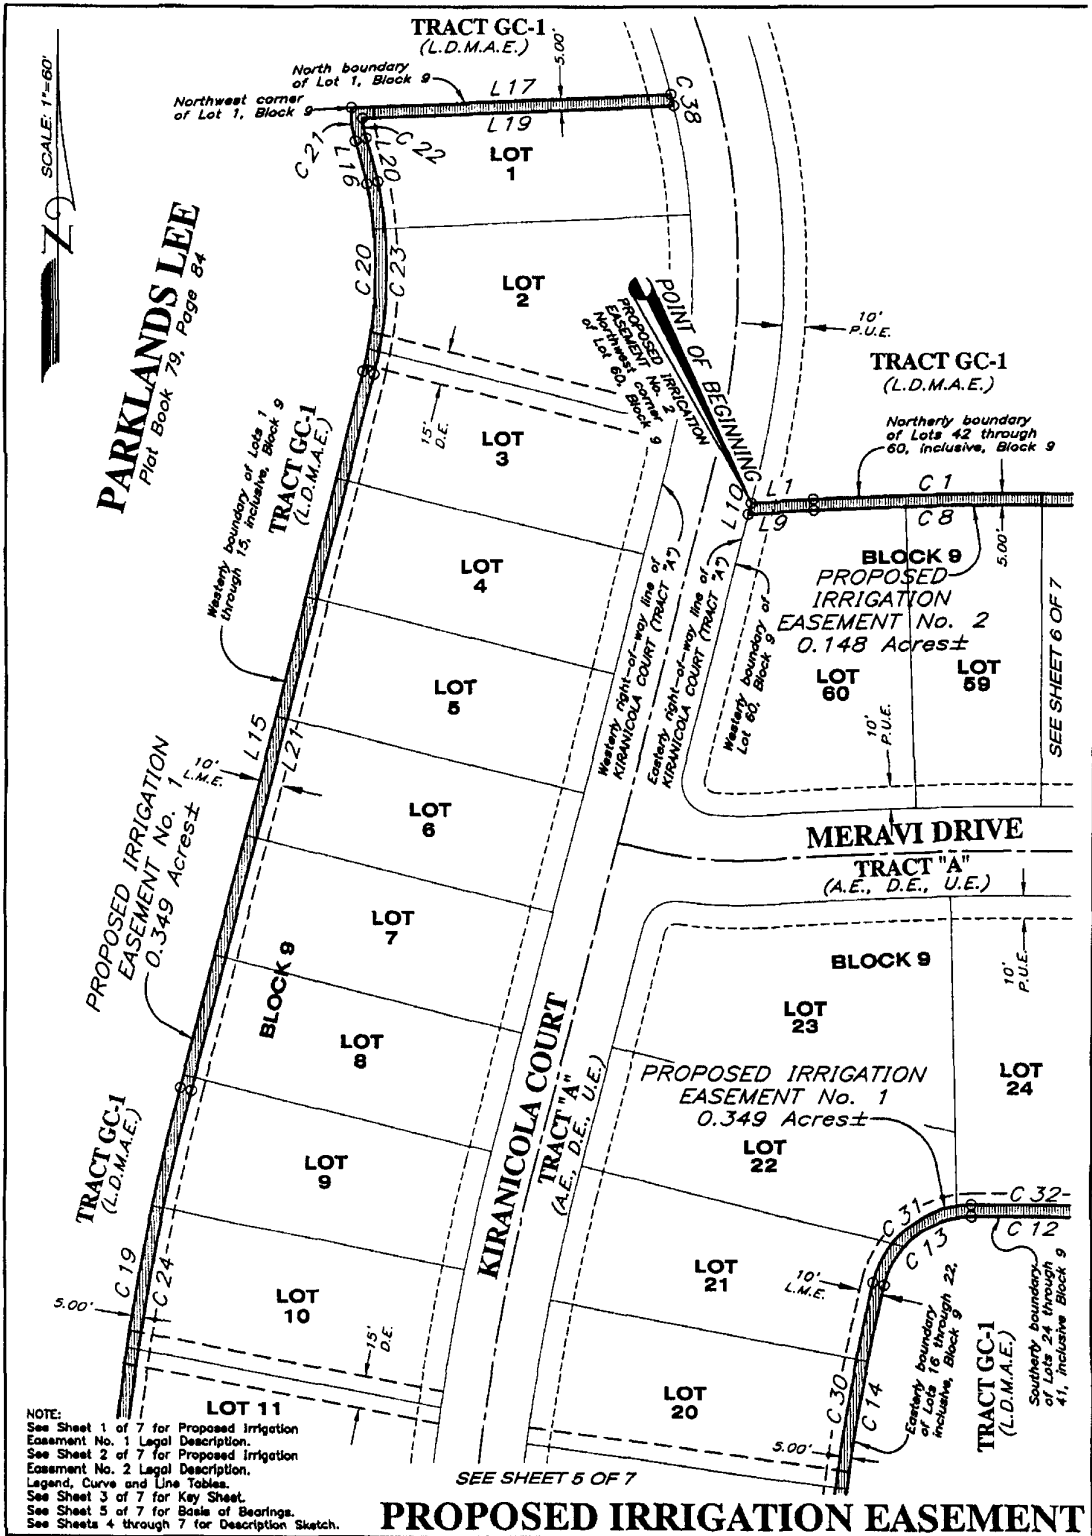 TRACT GC-1
(L.D.M.A.E.)
5.00'
North boundary
of Lot 1, Block 9
Northwest corner
of Lot 1, Block 9
L17
L19
C 38
C 21
L16
L20
C 22
LOT
1
SCALE: 1"=60'
Z
PARKLANDS LEE
Plat Book 79, Page 84
C 20
C 23
LOT
2
POINT OF BEGINNING
PROPOSED IRRIGATION
EASEMENT No. 2
Northwest corner
of Lot 60, Block 9
10'
P.U.E.
TRACT GC-1
(L.D.M.A.E.)
Northerly boundary
of Lots 42 through
60, inclusive, Block 9
15'
D.E.
LOT
3
Westerly boundary of Lots 1
through 15, inclusive, Block 9
TRACT GC-1
(L.D.M.A.E.)
L10
L1
L9
C 1
C 8
5.00'
BLOCK 9
PROPOSED
IRRIGATION
EASEMENT No. 2
0.148 Acres±
LOT
4
Westerly right-of-way line of
KIRANICOLA COURT (TRACT "A")
Easterly right-of-way line of
KIRANICOLA COURT (TRACT "A")
Westerly boundary of
Lot 60, Block 9
LOT
60
LOT
59
SEE SHEET 6 OF 7
10'
P.U.E.
LOT
5
L15
L21
10'
L.M.E.
PROPOSED IRRIGATION
EASEMENT No. 1
0.349 Acres±
LOT
6
MERAVI DRIVE
TRACT "A"
(A.E., D.E., U.E.)
LOT
7
BLOCK 9
BLOCK 9
10'
P.U.E.
LOT
23
LOT
8
KIRANICOLA COURT
TRACT "A"
(A.E., D.E., U.E.)
PROPOSED IRRIGATION
EASEMENT No. 1
0.349 Acres±
LOT
24
TRACT GC-1
(L.D.M.A.E.)
LOT
9
LOT
22
C 31
C 13
C 32
C 12
C 19
C 24
5.00'
LOT
10
LOT
21
10'
L.M.E.
Easterly boundary
of Lots 16 through 22,
inclusive, Block 9
TRACT GC-1
(L.D.M.A.E.)
Southerly boundary
of Lots 24 through
41, inclusive Block 9
15'
D.E.
LOT 11
LOT
20
C 30
C 14
5.00'
NOTE:
See Sheet 1 of 7 for Proposed Irrigation
Easement No. 1 Legal Description.
See Sheet 2 of 7 for Proposed Irrigation
Easement No. 2 Legal Description.
Legend, Curve and Line Tables.
See Sheet 3 of 7 for Key Sheet.
See Sheet 5 of 7 for Basis of Bearings.
See Sheets 4 through 7 for Description Sketch.
SEE SHEET 5 OF 7
PROPOSED IRRIGATION EASEMENT